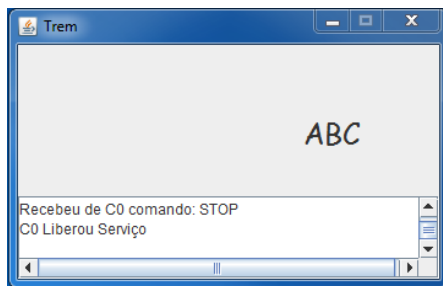 Trem
ABC
Recebeu de C0 comando: STOP
C0 Liberou Serviço